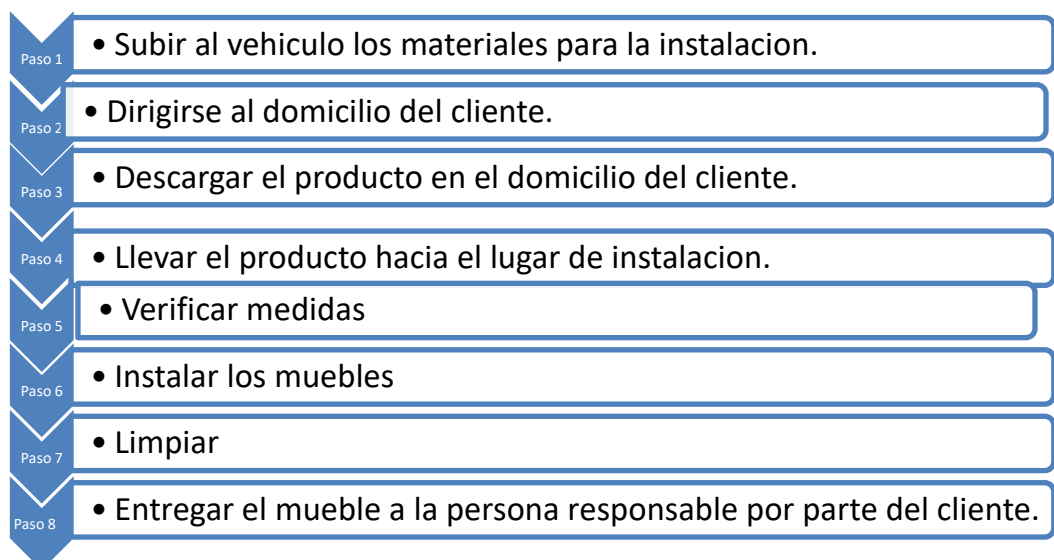 Paso 1
• Subir al vehiculo los materiales para la instalacion.
Paso 2
• Dirigirse al domicilio del cliente.
Paso 3
• Descargar el producto en el domicilio del cliente.
Paso 4
• Llevar el producto hacia el lugar de instalacion.
Paso 5
• Verificar medidas
Paso 6
• Instalar los muebles
Paso 7
• Limpiar
Paso 8
• Entregar el mueble a la persona responsable por parte del cliente.